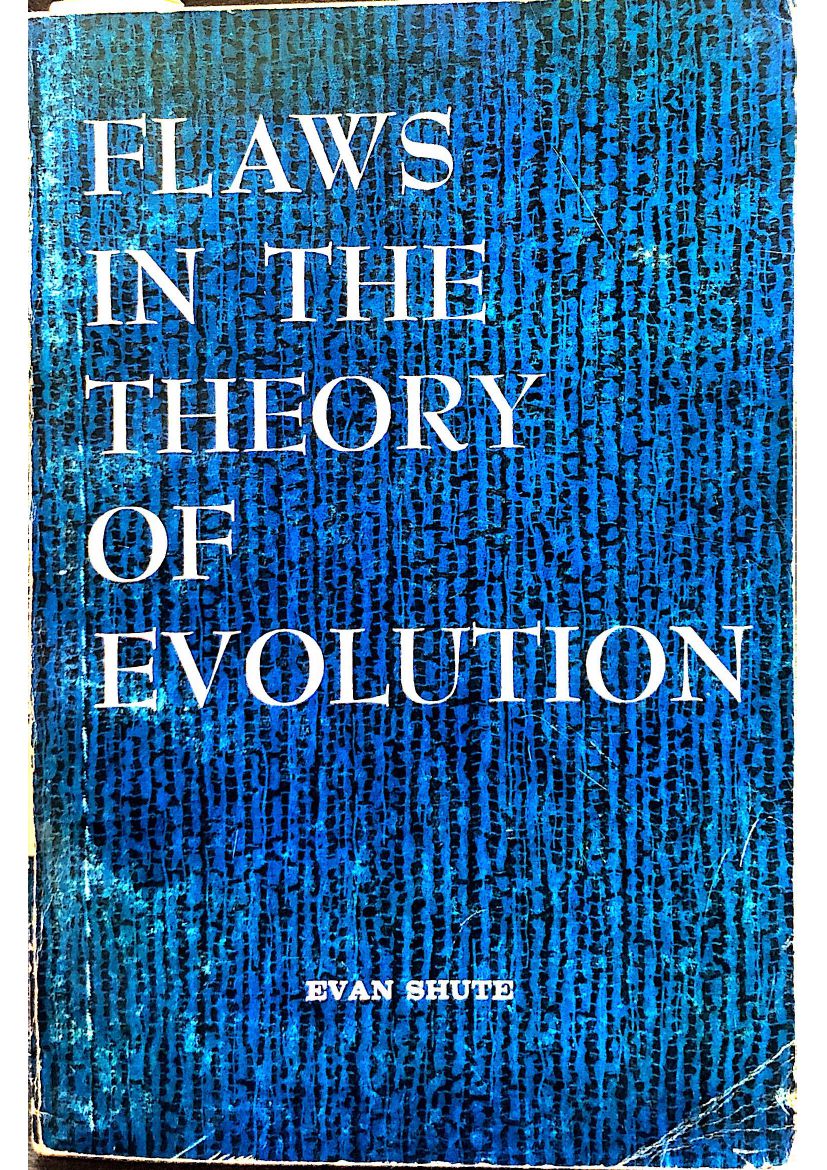 FLAWS
IN THE
THEORY
OF
EVOLUTION
EVAN SHUTE